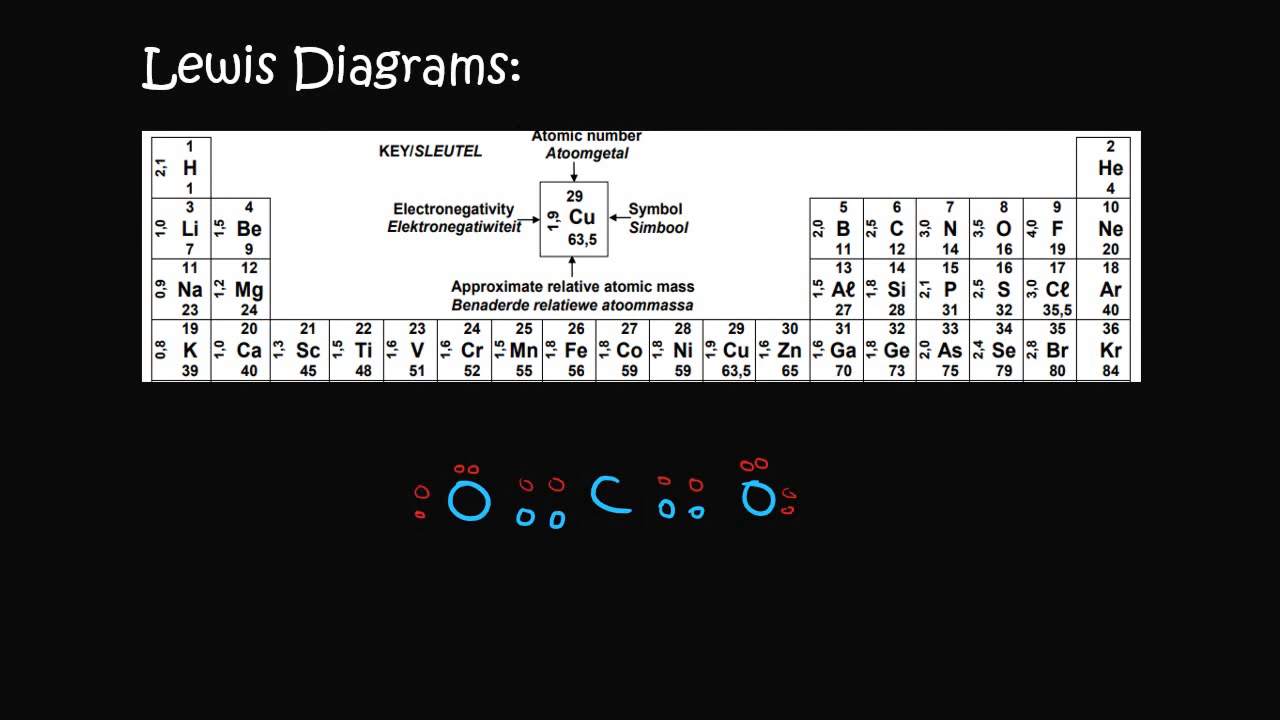 Lewis Diagrams:
KEY/SLEUTEL
Atomic number
Atoomgetal
Electronegativity
Elektronegatiwiteit
29
1,9 Cu
63,5
Symbol
Simbool
Approximate relative atomic mass
Benaderde relatiewe atoommassa
1 2
2,1 H He
1 4
3 4 5 6 7 8 9 10
1,0 Li 1,5 Be 2,0 B 2,5 C 3,0 N 3,5 O 4,0 F Ne
7 9 11 12 14 16 19 20
11 12 13 14 15 16 17 18
0,9 Na 1,2 Mg 1,5 Aℓ 1,8 Si 2,1 P 2,5 S 3,0 Cℓ Ar
23 24 27 28 31 32 35,5 40
19 20 21 22 23 24 25 26 27 28 29 30 31 32 33 34 35 36
0,8 K 1,0 Ca 1,3 Sc 1,5 Ti 1,6 V 1,6 Cr 1,5 Mn 1,8 Fe 1,8 Co 1,8 Ni 1,9 Cu 1,6 Zn 1,6 Ga 1,8 Ge 2,0 As 2,4 Se 2,8 Br Kr
39 40 45 48 51 52 55 56 59 59 63,5 65 70 73 75 79 80 84
O C O